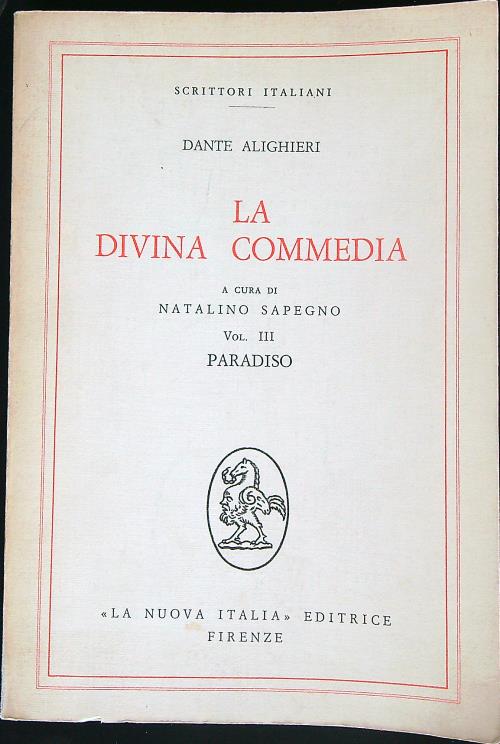 SCRITTORI ITALIANI
DANTE ALIGHIERI
LA
DIVINA COMMEDIA
A CURA DI
NATALINO SAPEGNO
VOL. III
PARADISO
«LA NUOVA ITALIA» EDITRICE
FIRENZE